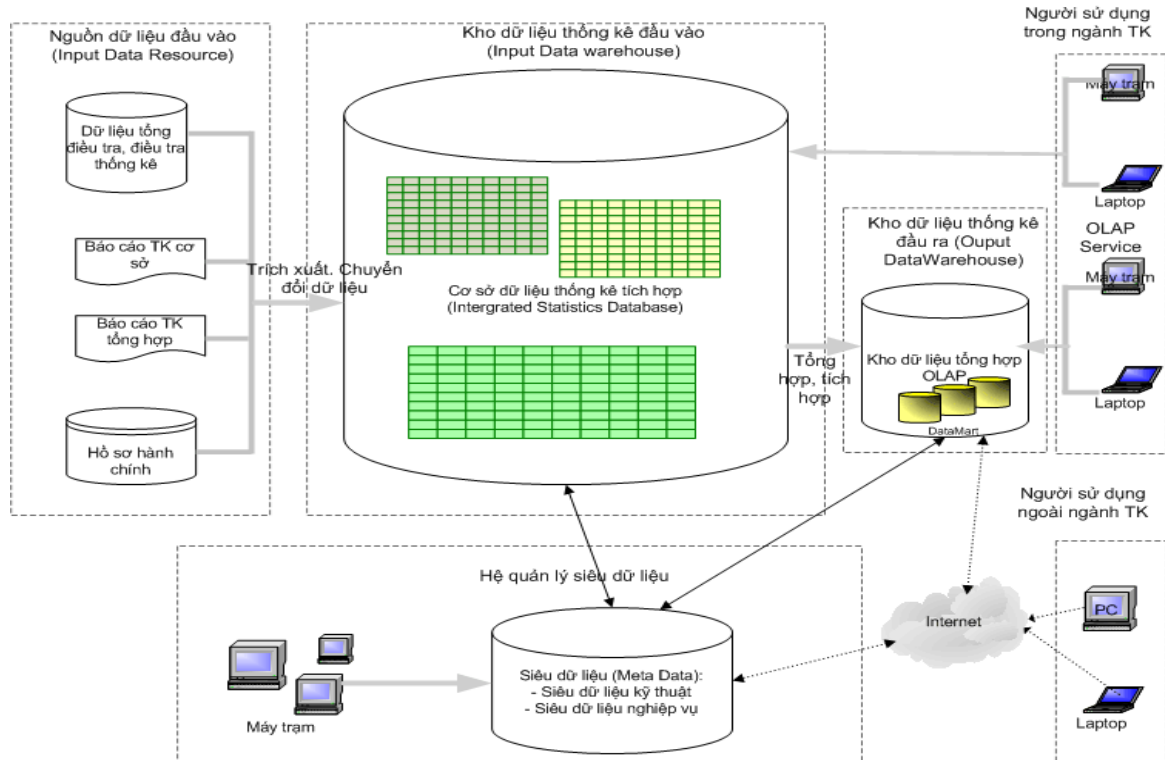 Nguồn dữ liệu đầu vào
(Input Data Resource)
Dữ liệu tổng
điều tra, điều tra
thống kê
Báo cáo TK cơ
sở
Báo cáo TK
tổng hợp
Hồ sơ hành
chính
Trích xuất. Chuyển
đổi dữ liệu
Kho dữ liệu thống kê đầu vào
(Input Data warehouse)
Cơ sở dữ liệu thống kê tích hợp
(Intergrated Statistics Database)
Tổng
hợp, tích
hợp
Kho dữ liệu thống kê
đầu ra (Ouput
DataWarehouse)
Kho dữ liệu tổng hợp
OLAP
DataMart
Người sử dụng
trong ngành TK
Máy trạm
Laptop
OLAP
Service
Máy trạm
Laptop
Người sử dụng
ngoài ngành TK
PC
Laptop
Internet
Hệ quản lý siêu dữ liệu
Máy trạm
Siêu dữ liệu (Meta Data):
- Siêu dữ liệu kỹ thuật
- Siêu dữ liệu nghiệp vụ